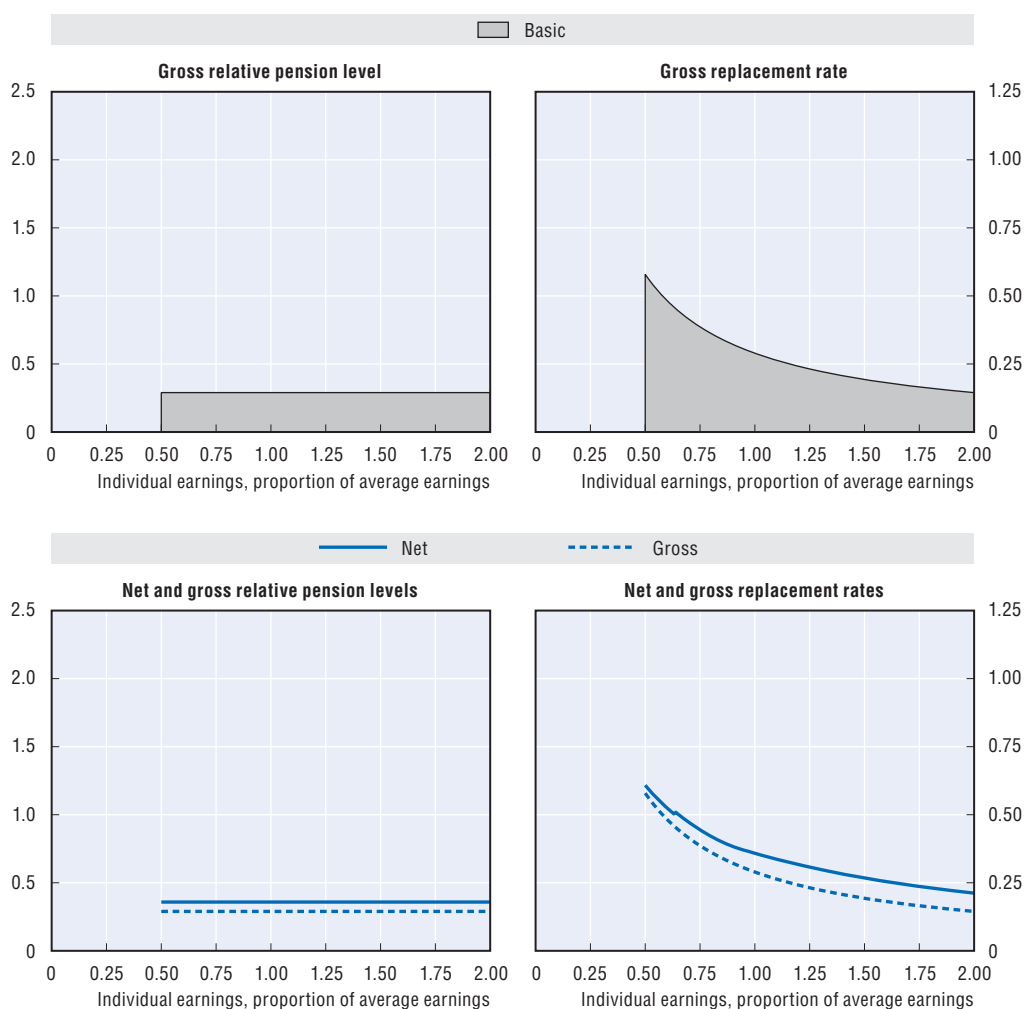 Basic
Gross relative pension level
Gross replacement rate
2.5
2.0
1.5
1.0
0.5
0
1.25
1.00
0.75
0.50
0.25
0
0 0.25 0.50 0.75 1.00 1.25 1.50 1.75 2.00
0 0.25 0.50 0.75 1.00 1.25 1.50 1.75 2.00
Individual earnings, proportion of average earnings
Individual earnings, proportion of average earnings
Net Gross
Net and gross relative pension levels
Net and gross replacement rates
2.5
2.0
1.5
1.0
0.5
0
1.25
1.00
0.75
0.50
0.25
0
0 0.25 0.50 0.75 1.00 1.25 1.50 1.75 2.00
0 0.25 0.50 0.75 1.00 1.25 1.50 1.75 2.00
Individual earnings, proportion of average earnings
Individual earnings, proportion of average earnings